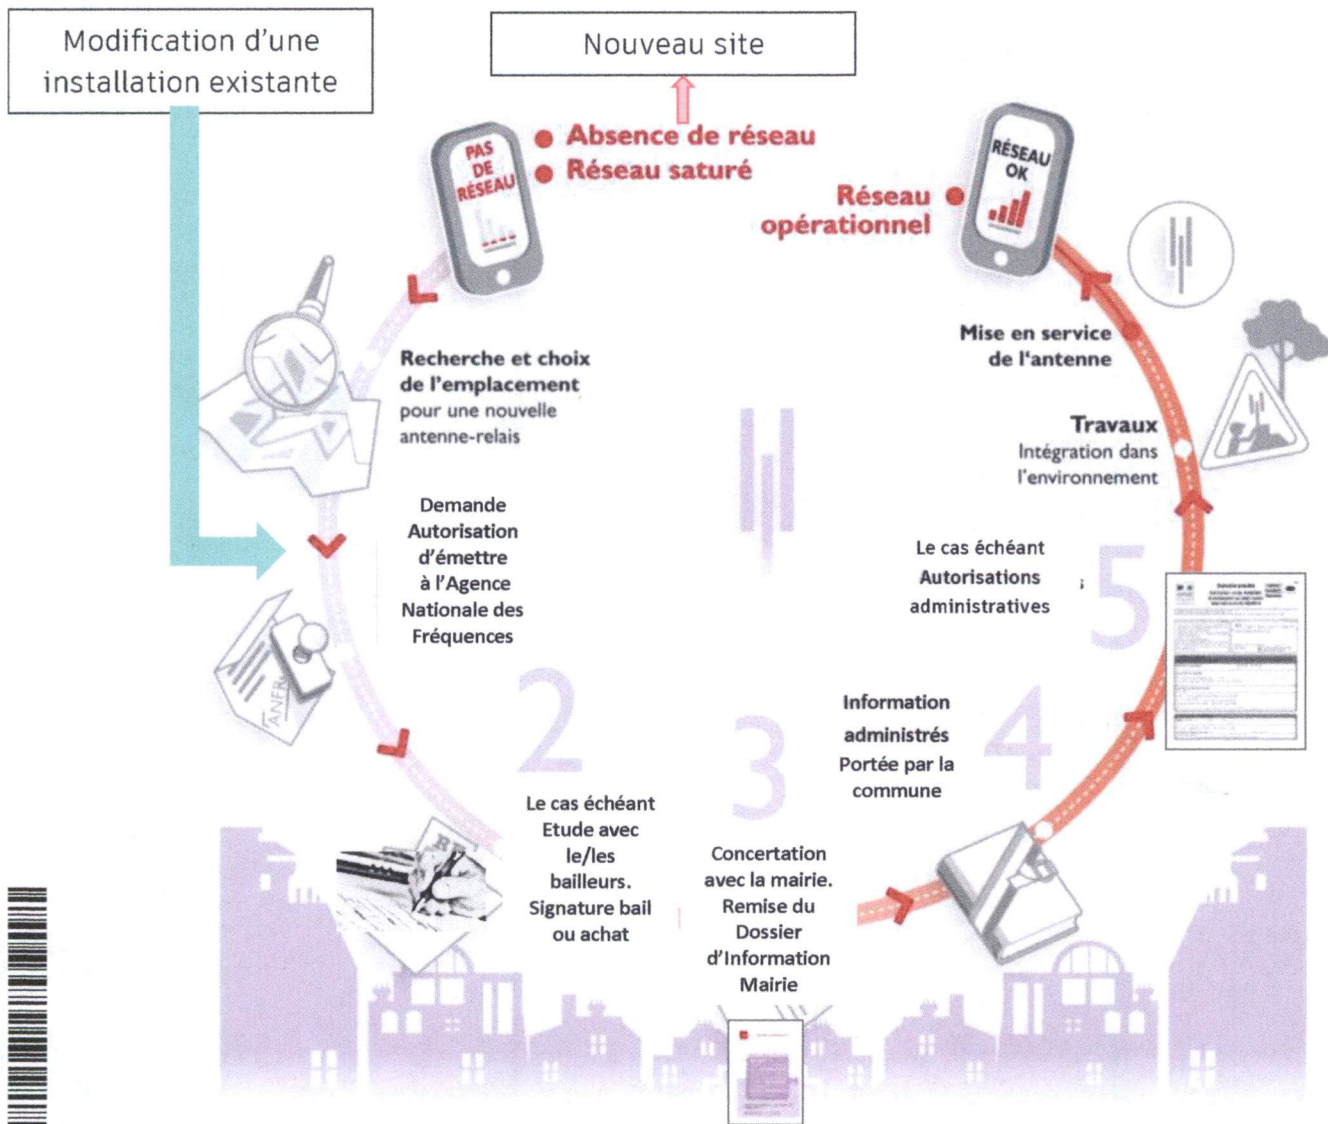 Modification d'une
installation existante
Nouveau site
PAS
DE
RÉSEAU
Absence de réseau
Réseau saturé
RÉSEAU
OK
Réseau
opérationnel
Recherche et choix
de l'emplacement
pour une nouvelle
antenne-relais
Demande
Autorisation
d'émettre
à l'Agence
Nationale des
Fréquences
ANFR
2
Le cas échéant
Etude avec
le/les
bailleurs.
Signature bail
ou achat
3
Concertation
avec la mairie.
Remise du
Dossier
d'Information
Mairie
4
Information
administrés
Portée par la
commune
5
Le cas échéant
Autorisations
administratives
Travaux
Intégration dans
l'environnement
Mise en service
de l'antenne